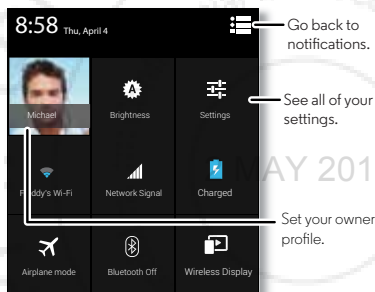 8:58 Thu, April 4
Go back to
notifications.
Michael
Brightness
Settings
See all of your
settings.
Wi-Fi
Network Signal
Charged
MAY 201
Set your owner
profile.
Airplane mode
Bluetooth Off
Wireless Display